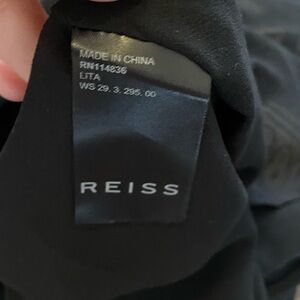 MADE IN CHINA
RN114836
LITA
WS 29. 3. 295. 00
REISS